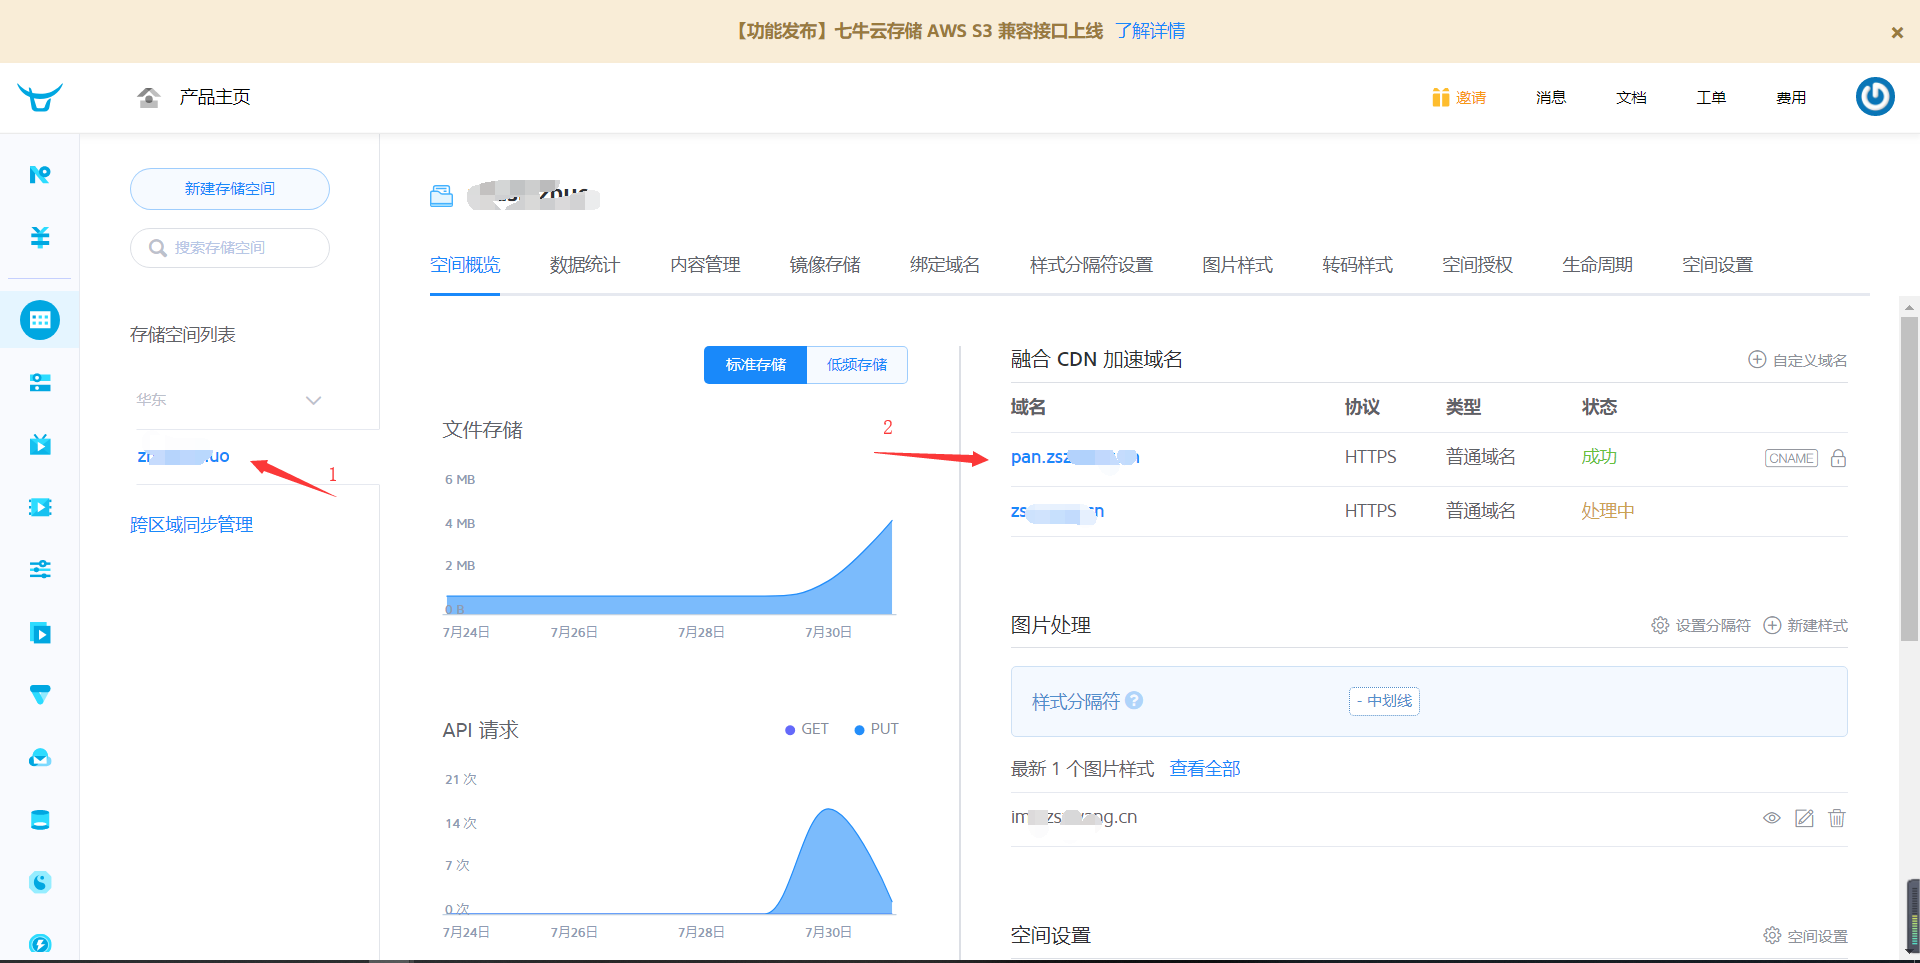 【功能发布】七牛云存储 AWS S3 兼容接口上线 了解详情
产品主页
邀请
消息
文档
工单
费用
新建存储空间
搜索存储空间
存储空间列表
华东
跨区域同步管理
1
空间概览
数据统计
内容管理
镜像存储
绑定域名
样式分隔符设置
图片样式
转码样式
空间授权
生命周期
空间设置
标准存储
低频存储
文件存储
6 MB
4 MB
2 MB
0 B
7月24日 7月26日 7月28日 7月30日
API 请求
GET PUT
21 次
14 次
7 次
0 次
7月24日 7月26日 7月28日 7月30日
2
融合 CDN 加速域名
自定义域名
域名 协议 类型 状态
pan.zsz HTTPS 普通域名 成功 CNAME
zs cn HTTPS 普通域名 处理中
图片处理
设置分隔符
新建样式
样式分隔符 ?
- 中划线
最新 1 个图片样式 查看全部
空间设置
空间设置